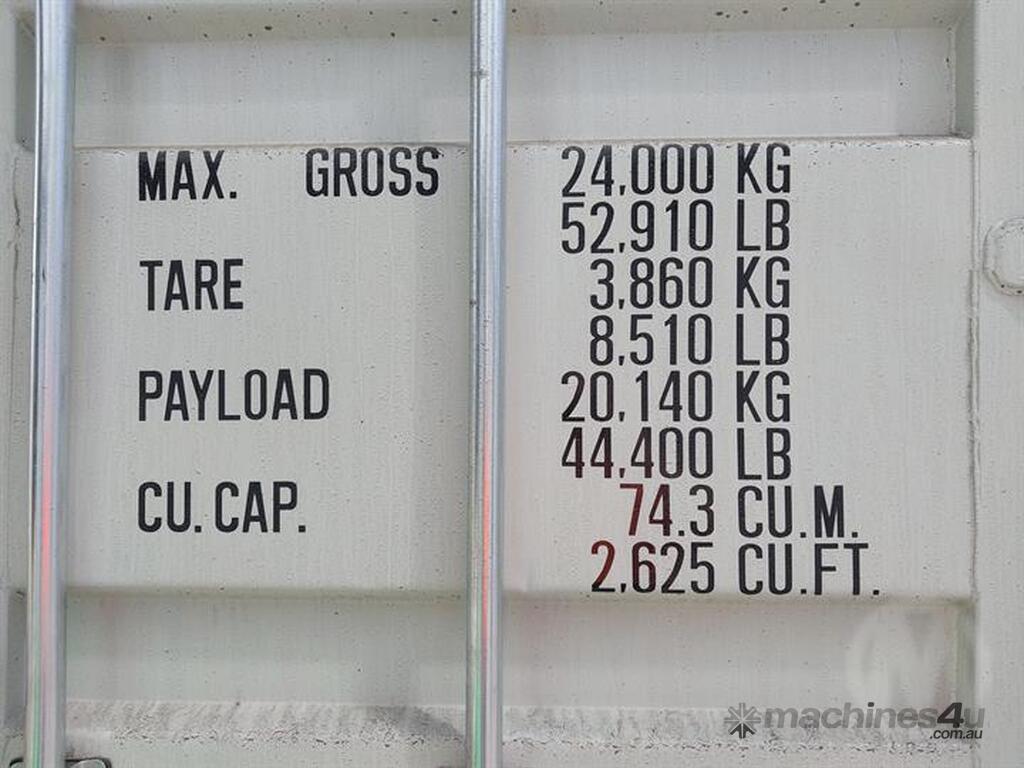 MAX. GROSS 24,000 KG
52,910 LB
TARE 3,860 KG
8,510 LB
PAYLOAD 20,140 KG
44,400 LB
CU. CAP. 74.3 CU.M.
2,625 CU.FT.
machines4u
.com.au